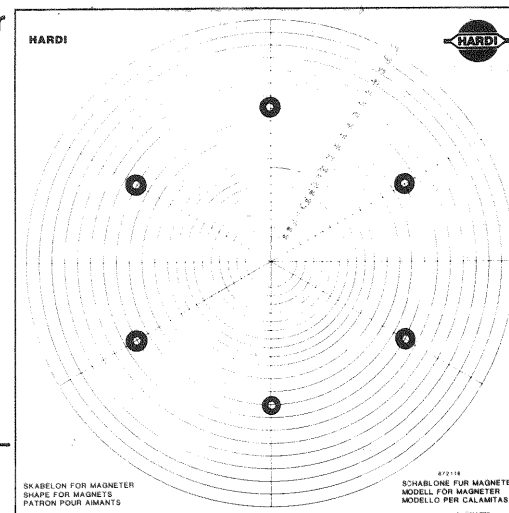 HARDI
HARDI
SKABELON FOR MAGNETER
SHAPE FOR MAGNETS
PATRON POUR AIMANTS
872118
SCHABLONE FUR MAGNETE
MODELL FÖR MAGNETER
MODELLO PER CALAMITAS